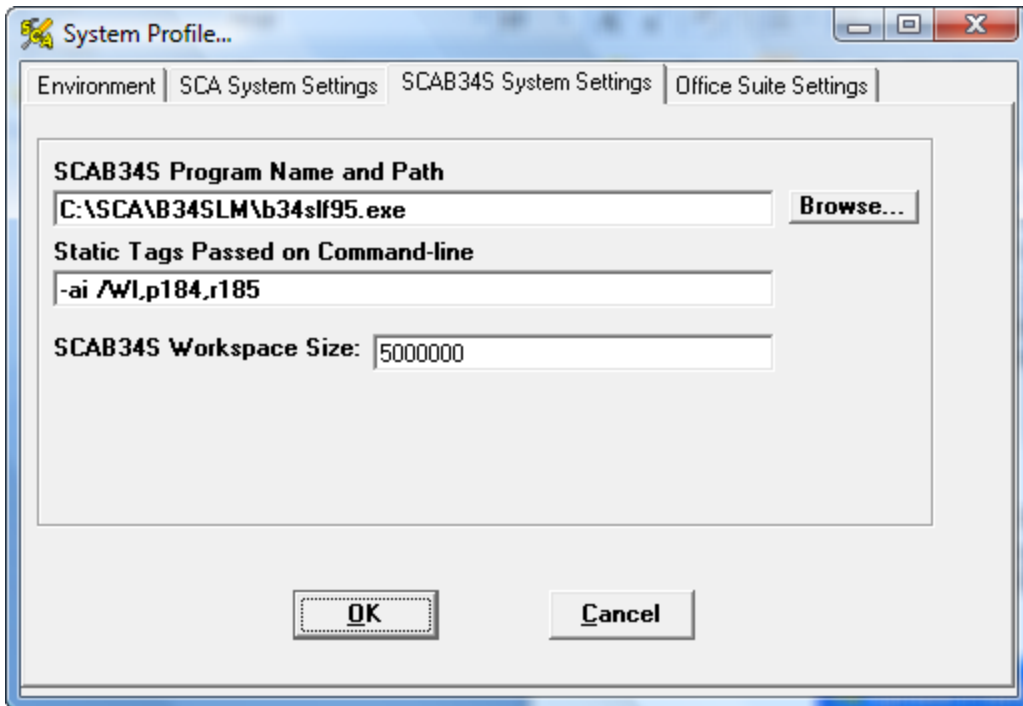 System Profile...
Environment SCA System Settings SCAB34S System Settings Office Suite Settings
SCAB34S Program Name and Path
C:\SCA\B34SLM\b34slf95.exe Browse...
Static Tags Passed on Command-line
-ai /WI,p184,r185
SCAB34S Workspace Size: 5000000
OK Cancel